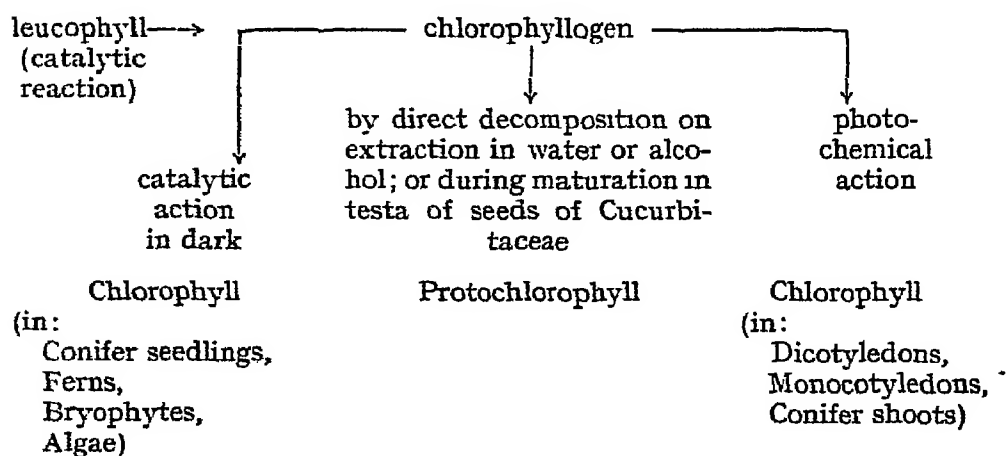 leucophyll
(catalytic
reaction)
chlorophyllogen
catalytic
action
in dark
by direct decomposition on
extraction in water or alco-
hol; or during maturation in
testa of seeds of Cucurbi-
taceae
photo-
chemical
action
Chlorophyll
(in:
Conifer seedlings,
Ferns,
Bryophytes,
Algae)
Protochlorophyll
Chlorophyll
(in:
Dicotyledons,
Monocotyledons,
Conifer shoots)